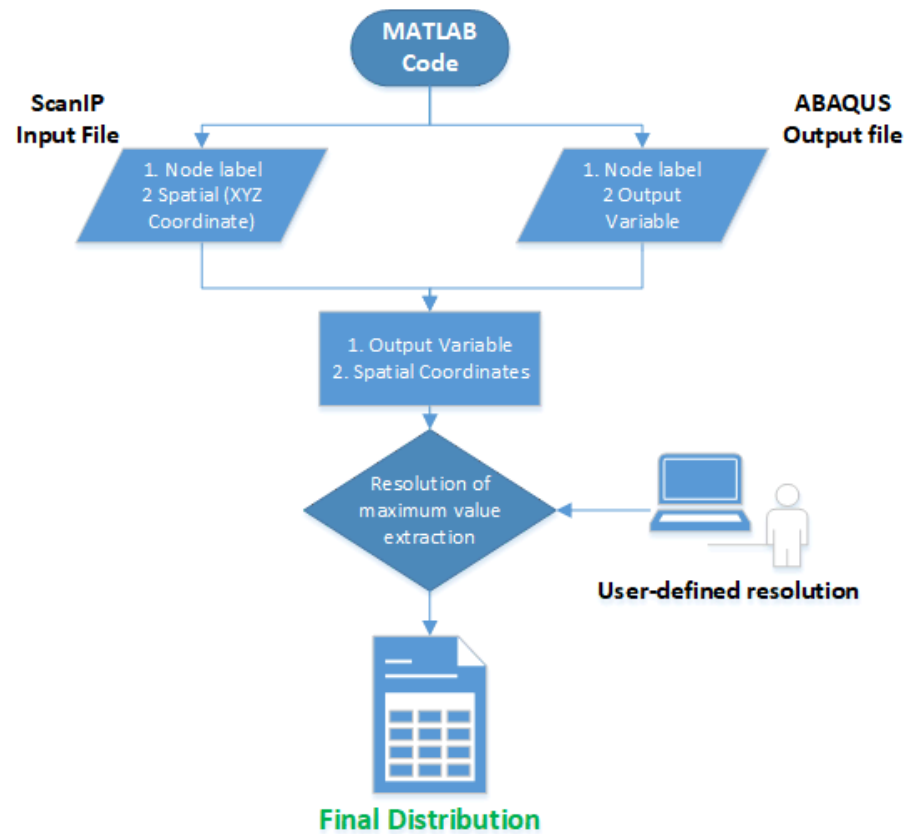 MATLAB
Code
ScanIP
Input File
ABAQUS
Output file
1. Node label
2 Spatial (XYZ
Coordinate)
1. Node label
2 Output
Variable
1. Output Variable
2. Spatial Coordinates
Resolution of
maximum value
extraction
User-defined resolution
Final Distribution